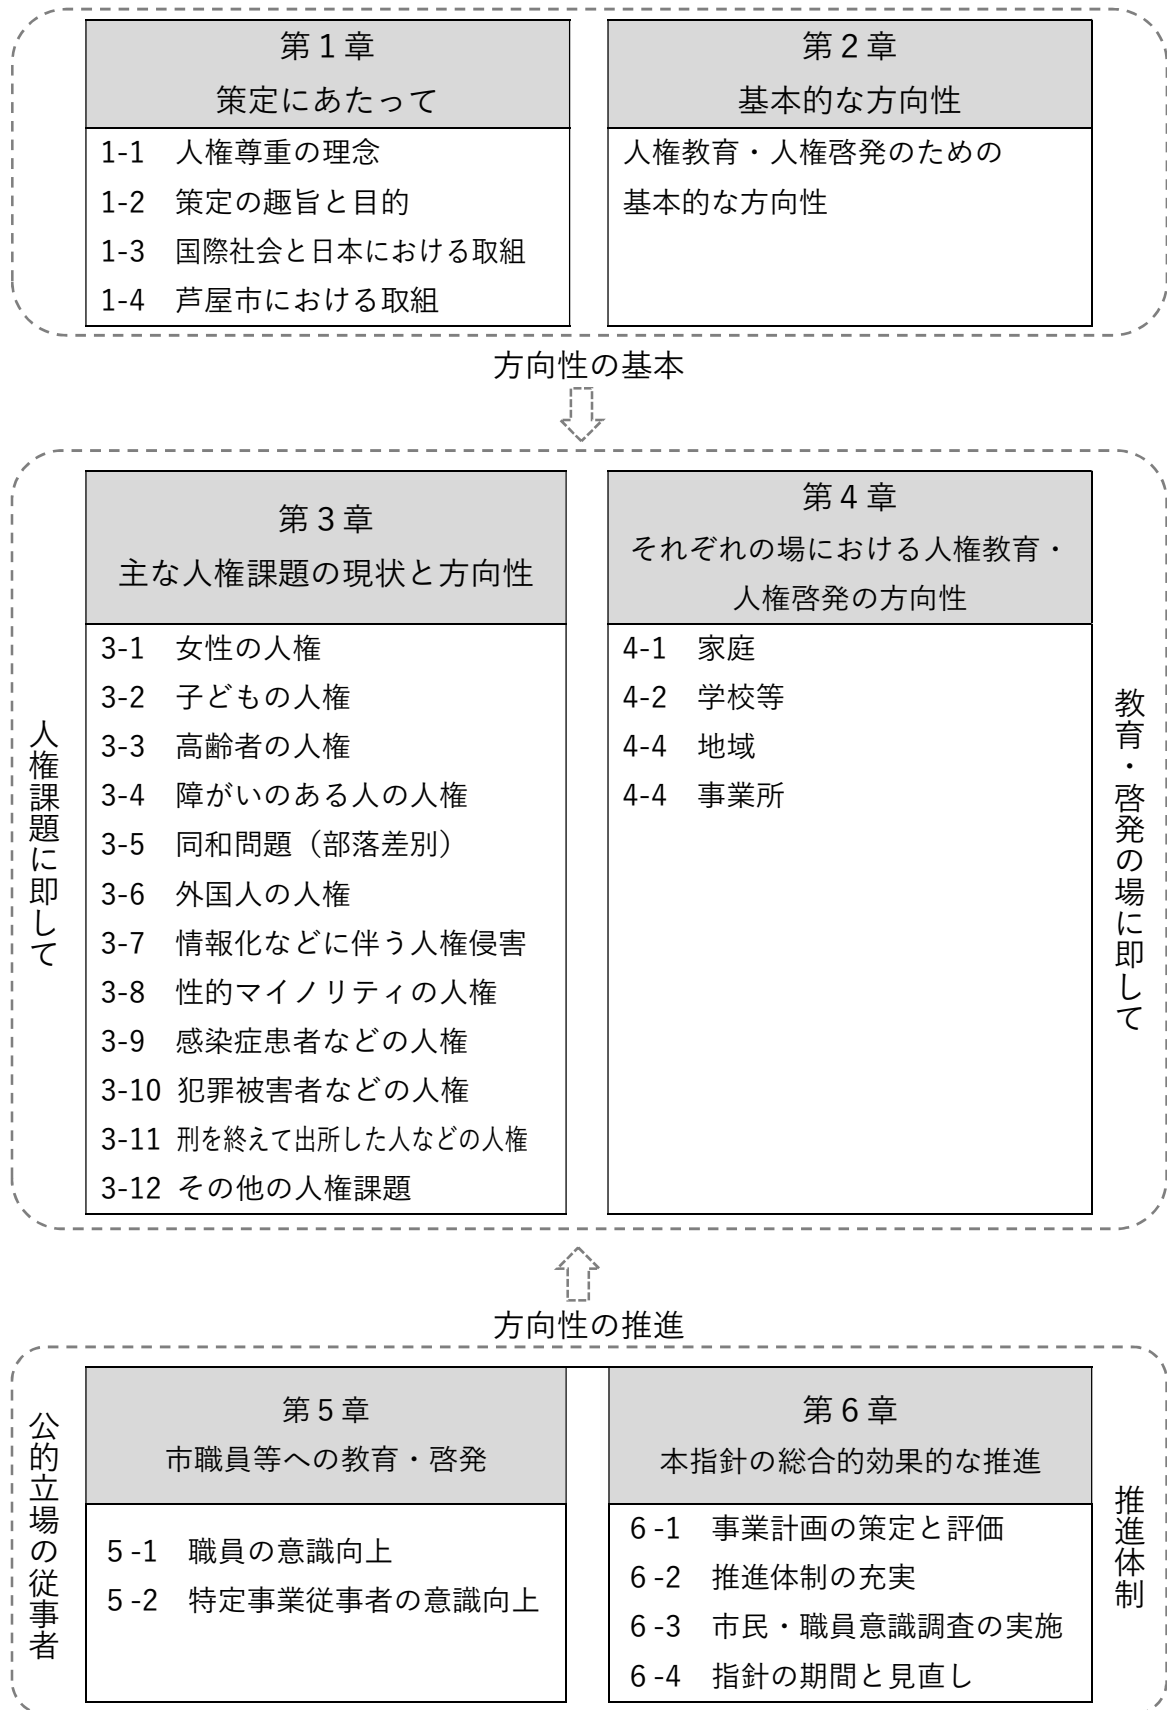 第１章
策定にあたって
1-1 人権尊重の理念
1-2 策定の趣旨と目的
1-3 国際社会と日本における取組
1-4 芦屋市における取組
第２章
基本的な方向性
人権教育・人権啓発のための
基本的な方向性
方向性の基本
人権課題に即して
第３章
主な人権課題の現状と方向性
3-1 女性の人権
3-2 子どもの人権
3-3 高齢者の人権
3-4 障がいのある人の人権
3-5 同和問題（部落差別）
3-6 外国人の人権
3-7 情報化などに伴う人権侵害
3-8 性的マイノリティの人権
3-9 感染症患者などの人権
3-10 犯罪被害者などの人権
3-11 刑を終えて出所した人などの人権
3-12 その他の人権課題
第４章
それぞれの場における人権教育・
人権啓発の方向性
4-1 家庭
4-2 学校等
4-4 地域
4-4 事業所
教育・啓発の場に即して
方向性の推進
公的立場の従事者
第５章
市職員等への教育・啓発
５-1 職員の意識向上
５-2 特定事業従事者の意識向上
第６章
本指針の総合的効果的な推進
６-1 事業計画の策定と評価
６-2 推進体制の充実
６-3 市民・職員意識調査の実施
６-4 指針の期間と見直し
推進体制